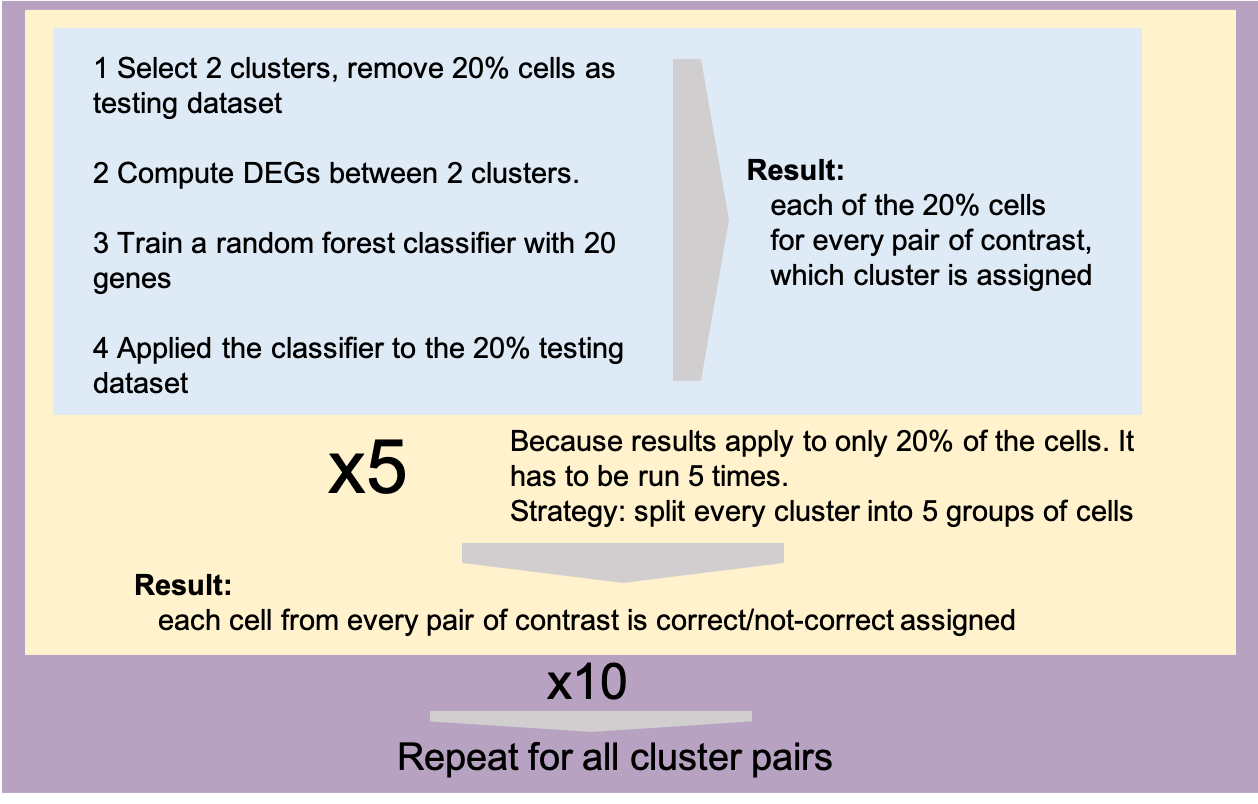 1 Select 2 clusters, remove 20% cells as
testing dataset
2 Compute DEGs between 2 clusters.
3 Train a random forest classifier with 20
genes
4 Applied the classifier to the 20% testing
dataset
Result:
each of the 20% cells
for every pair of contrast,
which cluster is assigned
x5
Because results apply to only 20% of the cells. It
has to be run 5 times.
Strategy: split every cluster into 5 groups of cells
Result:
each cell from every pair of contrast is correct/not-correct assigned
x10
Repeat for all cluster pairs